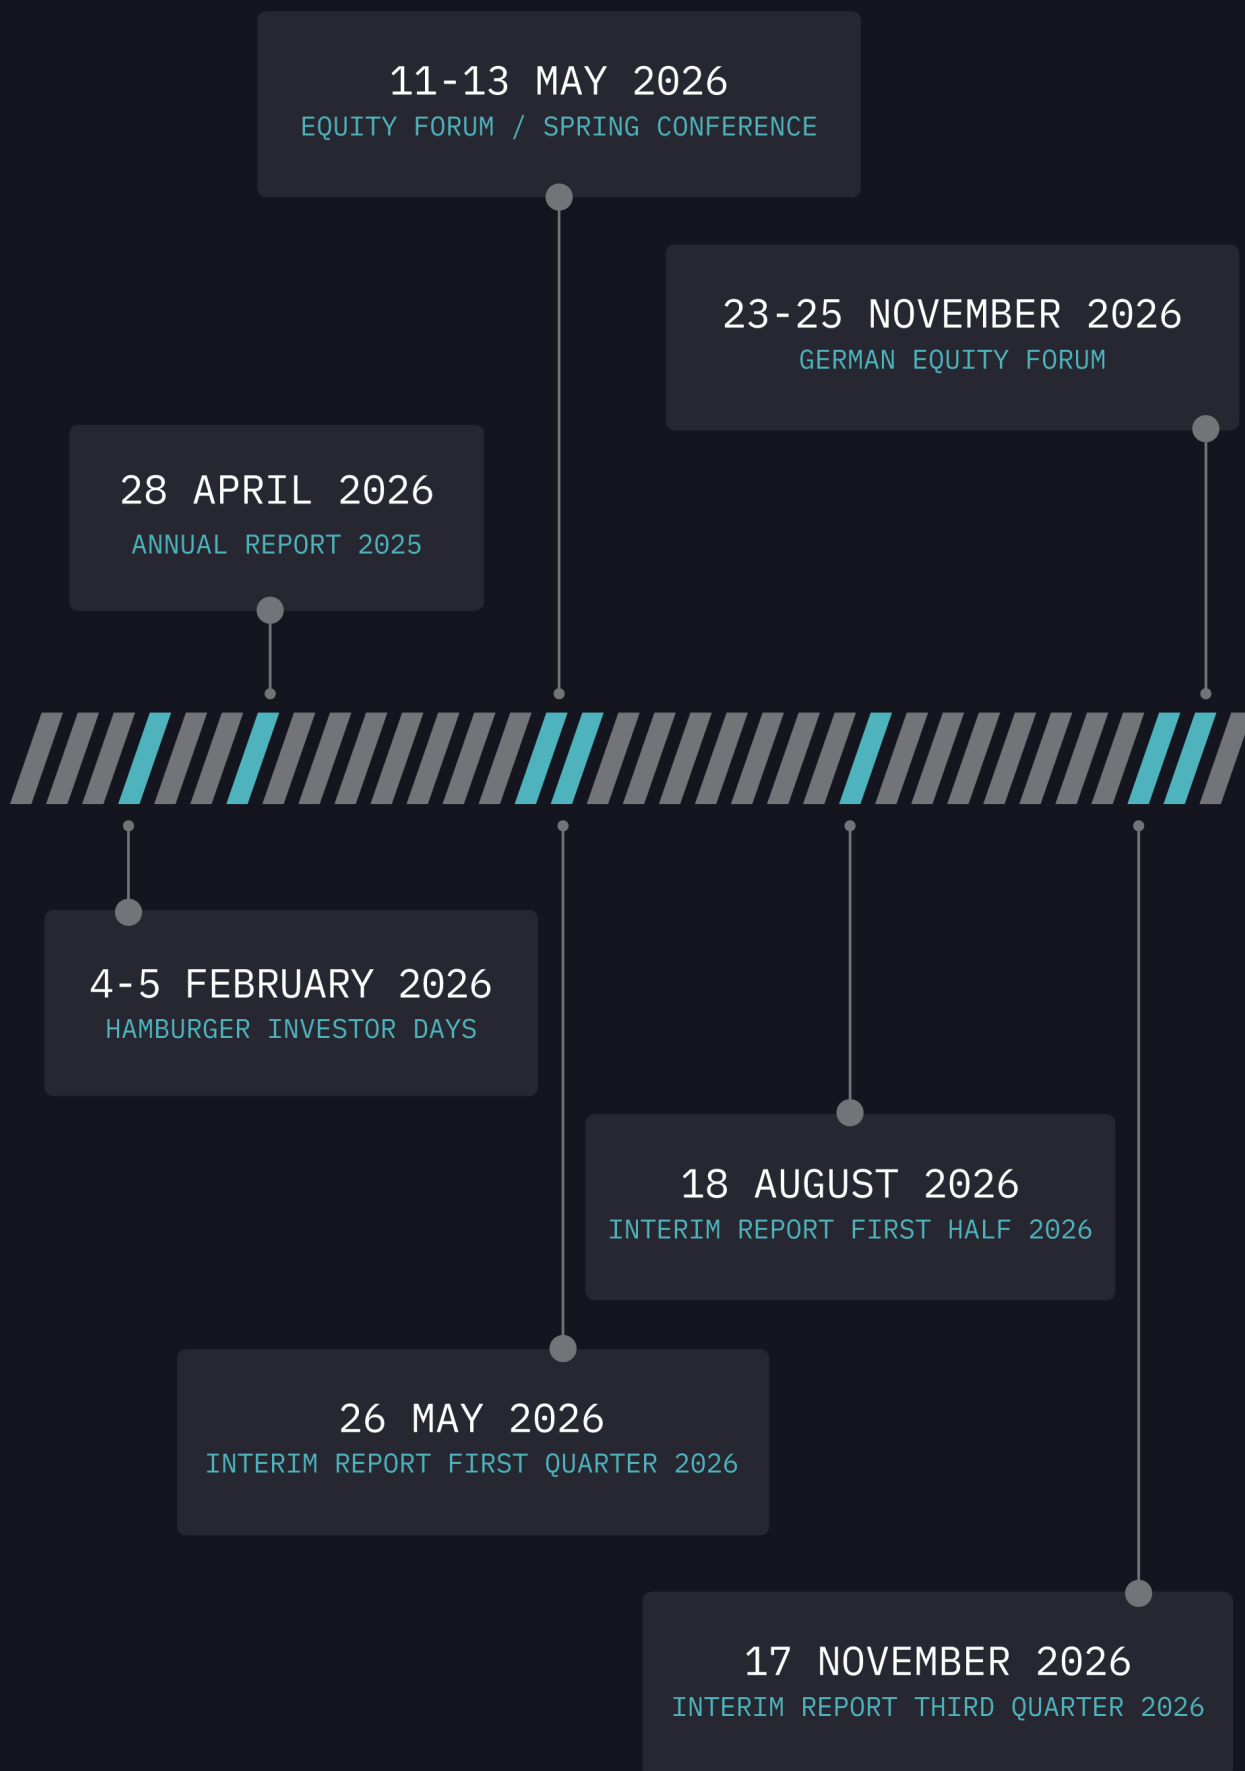 11-13 MAY 2026
EQUITY FORUM / SPRING CONFERENCE
23-25 NOVEMBER 2026
GERMAN EQUITY FORUM
28 APRIL 2026
ANNUAL REPORT 2025
4-5 FEBRUARY 2026
HAMBURGER INVESTOR DAYS
18 AUGUST 2026
INTERIM REPORT FIRST HALF 2026
26 MAY 2026
INTERIM REPORT FIRST QUARTER 2026
17 NOVEMBER 2026
INTERIM REPORT THIRD QUARTER 2026